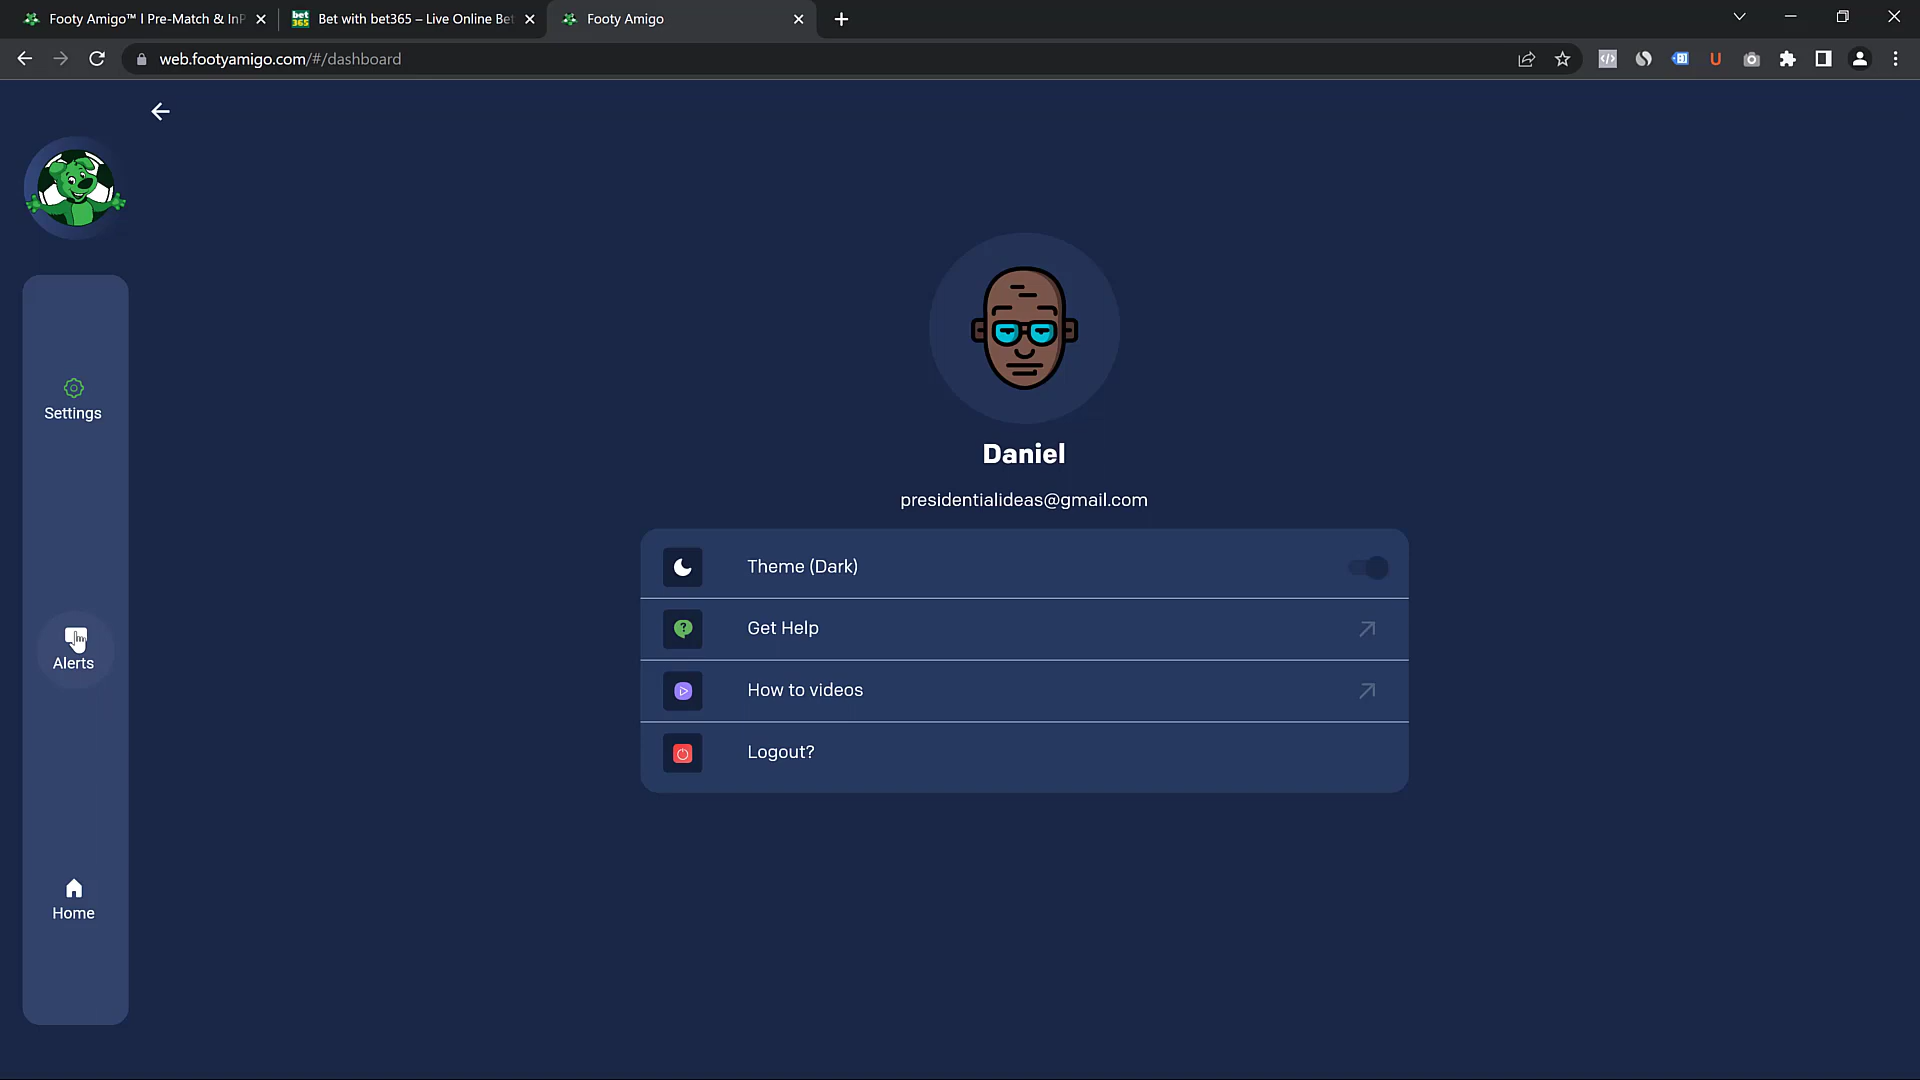 Footy Amigo™ | Pre-Match & InP
bet365
Bet with bet365 – Live Online Bet
Footy Amigo
web.footyamigo.com/#/dashboard
U
Settings
Alerts
Home
Daniel
presidentialideas@gmail.com
Theme (Dark)
Get Help
How to videos
Logout?